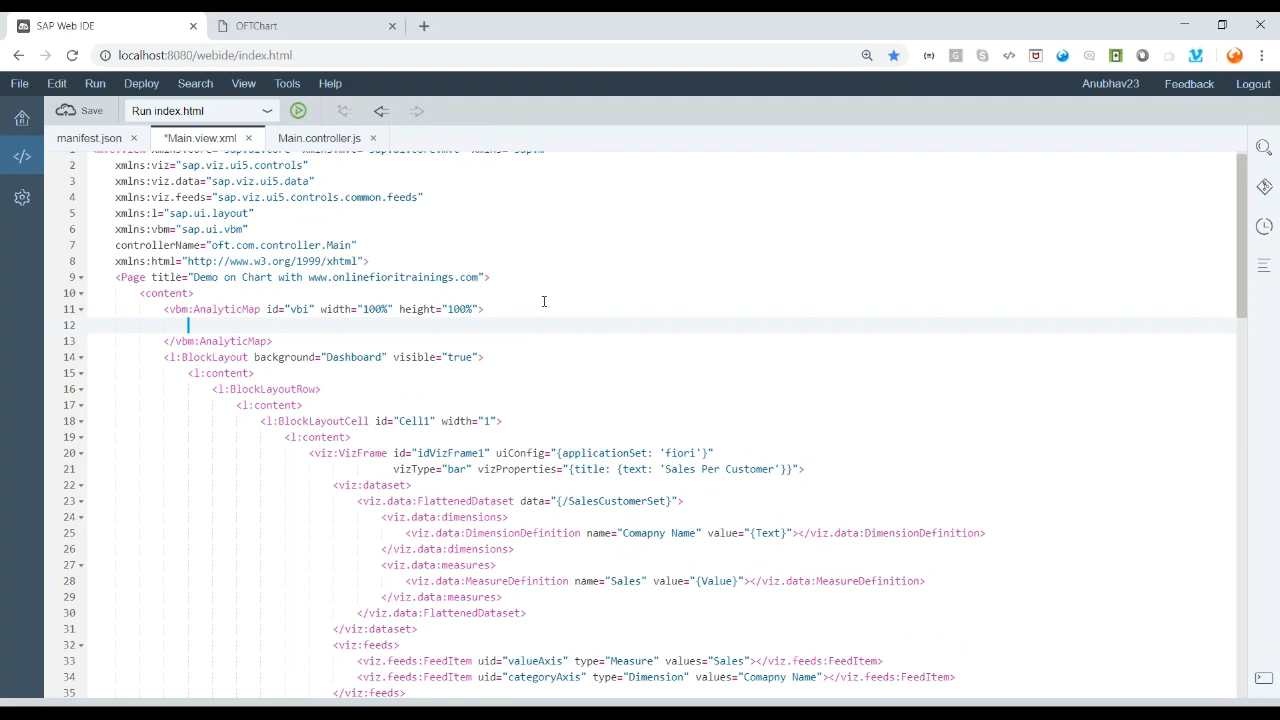 SAP Web IDE
OFTChart
localhost:8080/webide/index.html
File Edit Run Deploy Search View Tools Help
Anubhav23 Feedback Logout
Save Run index.html
manifest.json *Main.view.xml Main.controller.js
2 xmlns:viz="sap.viz.ui5.controls"
3 xmlns:viz.data="sap.viz.ui5.data"
4 xmlns:viz.feeds="sap.viz.ui5.controls.common.feeds"
5 xmlns:l="sap.ui.layout"
6 xmlns:vbm="sap.ui.vbm"
7 controllerName="oft.com.controller.Main"
8 xmlns:html="http://www.w3.org/1999/xhtml">
9 <Page title="Demo on Chart with www.onlinefioritrainings.com">
10 <content>
11 <vbm:AnalyticMap id="vbi" width="100%" height="100%">
12
13 </vbm:AnalyticMap>
14 <l:BlockLayout background="Dashboard" visible="true">
15 <l:content>
16 <l:BlockLayoutRow>
17 <l:content>
18 <l:BlockLayoutCell id="Cell1" width="1">
19 <l:content>
20 <viz:VizFrame id="idVizFrame1" uiConfig="{applicationSet: 'fiori'}"
21 vizType="bar" vizProperties="{title: {text: 'Sales Per Customer'}}">
22 <viz:dataset>
23 <viz.data:FlattenedDataset data="{/SalesCustomerSet}">
24 <viz.data:dimensions>
25 <viz.data:DimensionDefinition name="Comapny Name" value="{Text}"></viz.data:DimensionDefinition>
26 </viz.data:dimensions>
27 <viz.data:measures>
28 <viz.data:MeasureDefinition name="Sales" value="{Value}"></viz.data:MeasureDefinition>
29 </viz.data:measures>
30 </viz.data:FlattenedDataset>
31 </viz:dataset>
32 <viz:feeds>
33 <viz.feeds:FeedItem uid="valueAxis" type="Measure" values="Sales"></viz.feeds:FeedItem>
34 <viz.feeds:FeedItem uid="categoryAxis" type="Dimension" values="Comapny Name"></viz.feeds:FeedItem>
35 </viz:feeds>